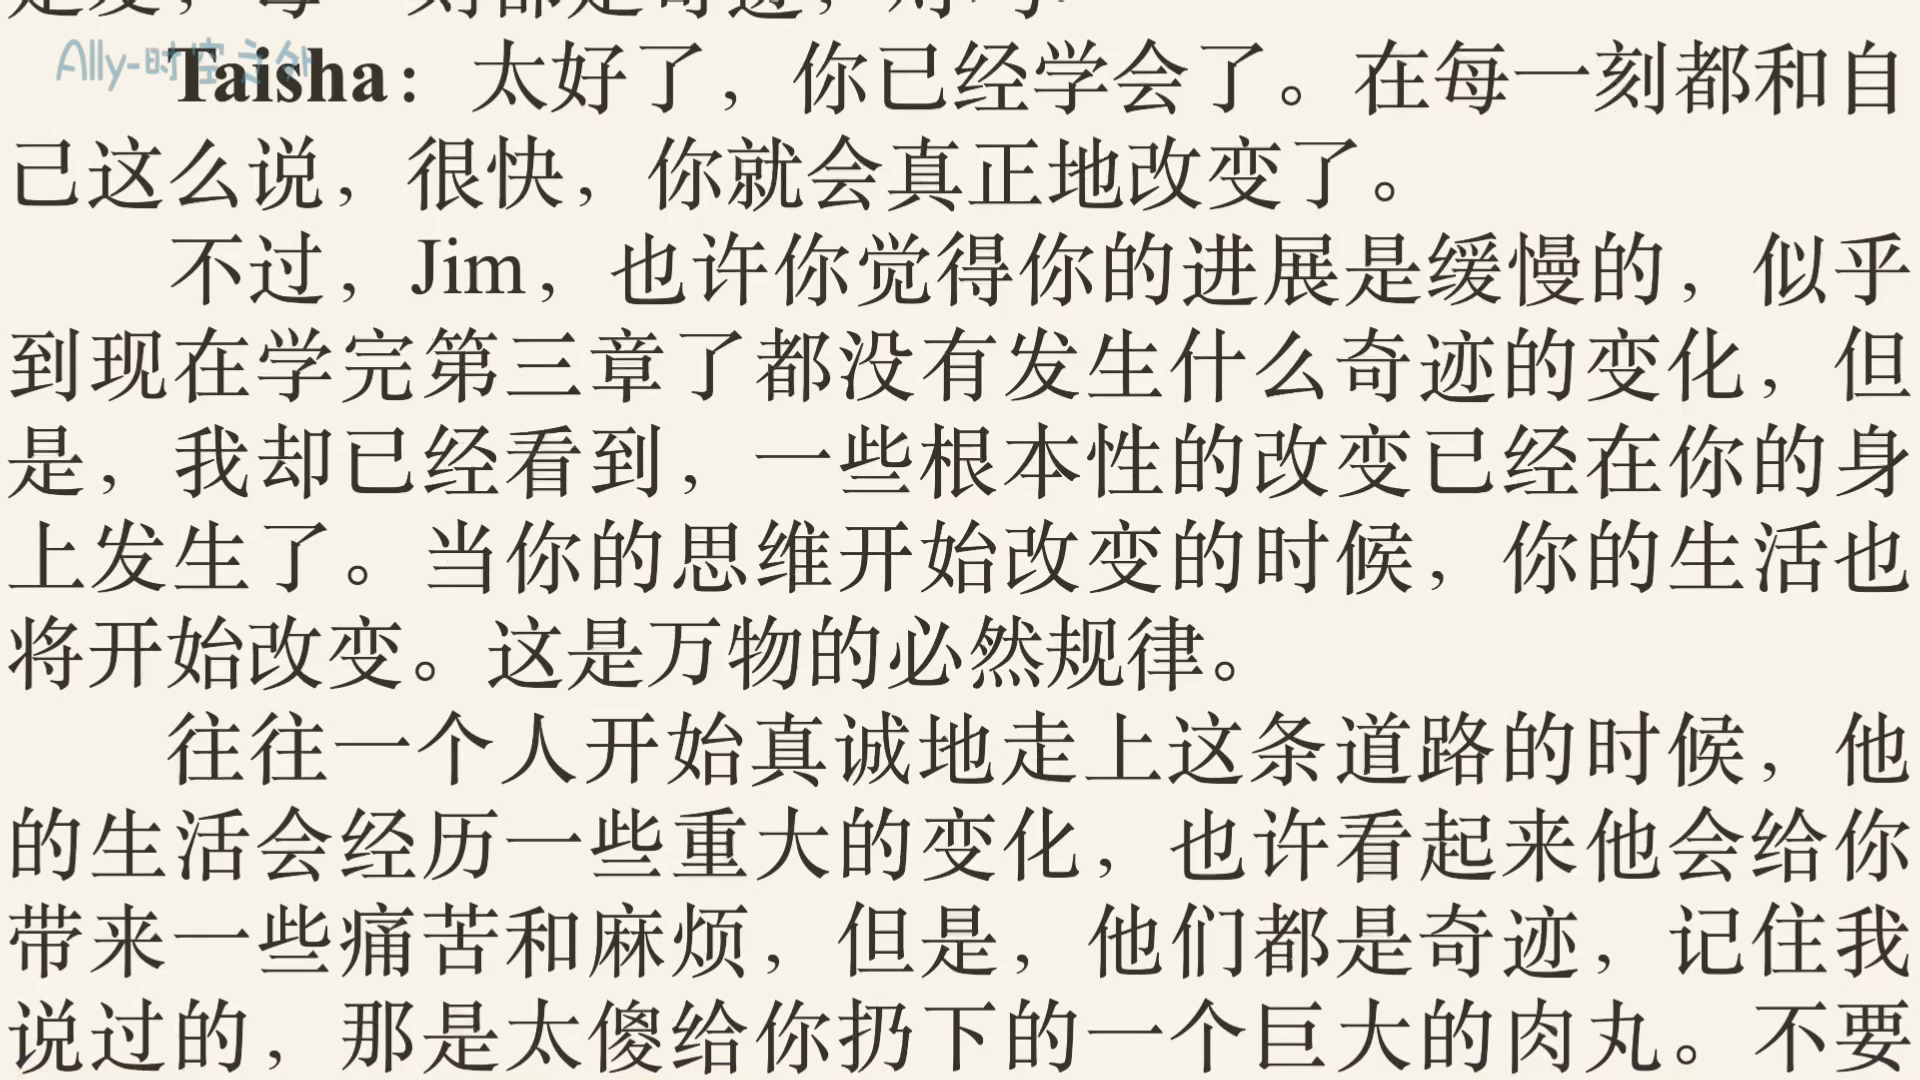 Ally-时空之外
Taisha：太好了，你已经学会了。在每一刻都和自
己这么说，很快，你就会真正地改变了。
不过，Jim，也许你觉得你的进展是缓慢的，似乎
到现在学完第三章了都没有发生什么奇迹的变化，但
是，我却已经看到，一些根本性的改变已经在你的身
上发生了。当你的思维开始改变的时候，你的生活也
将开始改变。这是万物的必然规律。
往往一个人开始真诚地走上这条道路的时候，他
的生活会经历一些重大的变化，也许看起来他会给你
带来一些痛苦和麻烦，但是，他们都是奇迹，记住我
说过的，那是太傻给你扔下的一个巨大的肉丸。不要